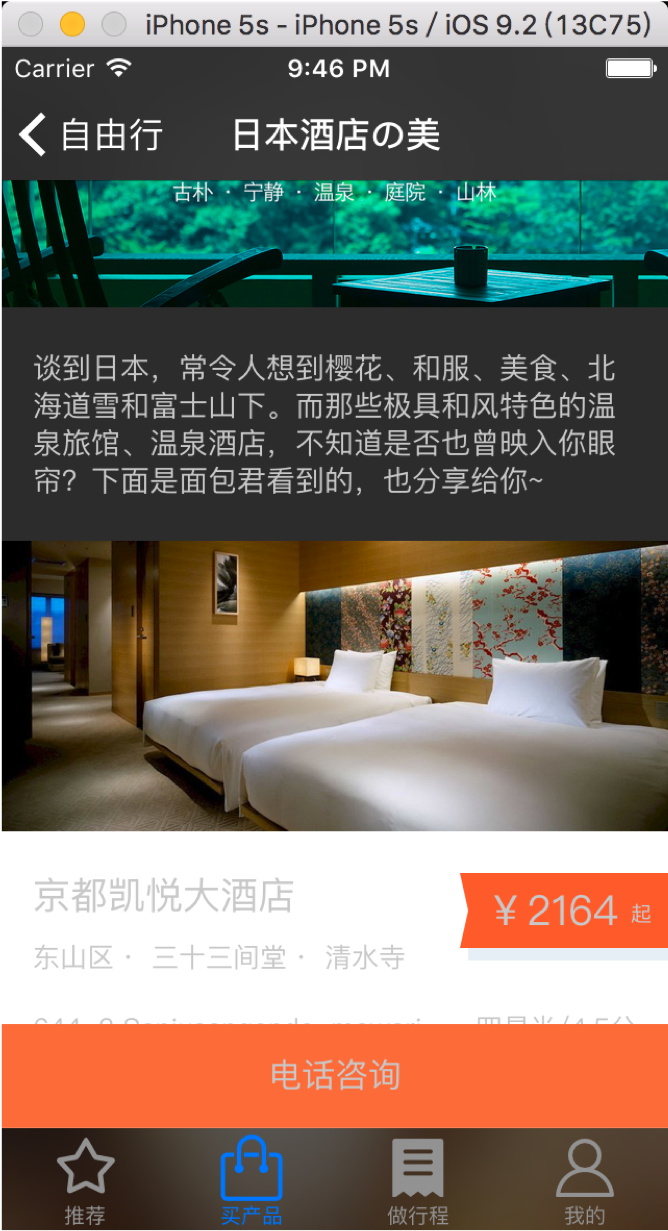 iPhone 5s - iPhone 5s / iOS 9.2 (13C75)
Carrier 9:46 PM
自由行 日本酒店の美
古朴 · 宁静 · 温泉 · 庭院 · 山林
谈到日本，常令人想到樱花、和服、美食、北
海道雪和富士山下。而那些极具和风特色的温
泉旅馆、温泉酒店，不知道是否也曾映入你眼
帘？下面是面包君看到的，也分享给你~
京都凯悦大酒店
¥ 2164 起
东山区 · 三十三间堂 · 清水寺
电话咨询
推荐 买产品 做行程 我的